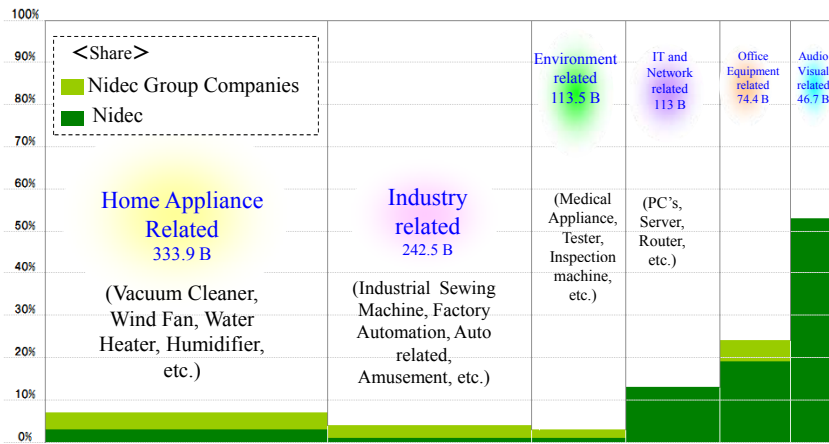 100%
90%
80%
70%
60%
50%
40%
30%
20%
10%
0%
＜Share＞
Nidec Group Companies
Nidec
Home Appliance
Related
333.9 B
(Vacuum Cleaner,
Wind Fan, Water
Heater, Humidifier,
etc.)
Industry
related
242.5 B
(Industrial Sewing
Machine, Factory
Automation, Auto
related,
Amusement, etc.)
Environment
related
113.5 B
(Medical
Appliance,
Tester,
Inspection
machine,
etc.)
IT and
Network
related
113 B
(PC's,
Server,
Router,
etc.)
Office
Equipment
related
74.4 B
Audio
Visual
related
46.7 B